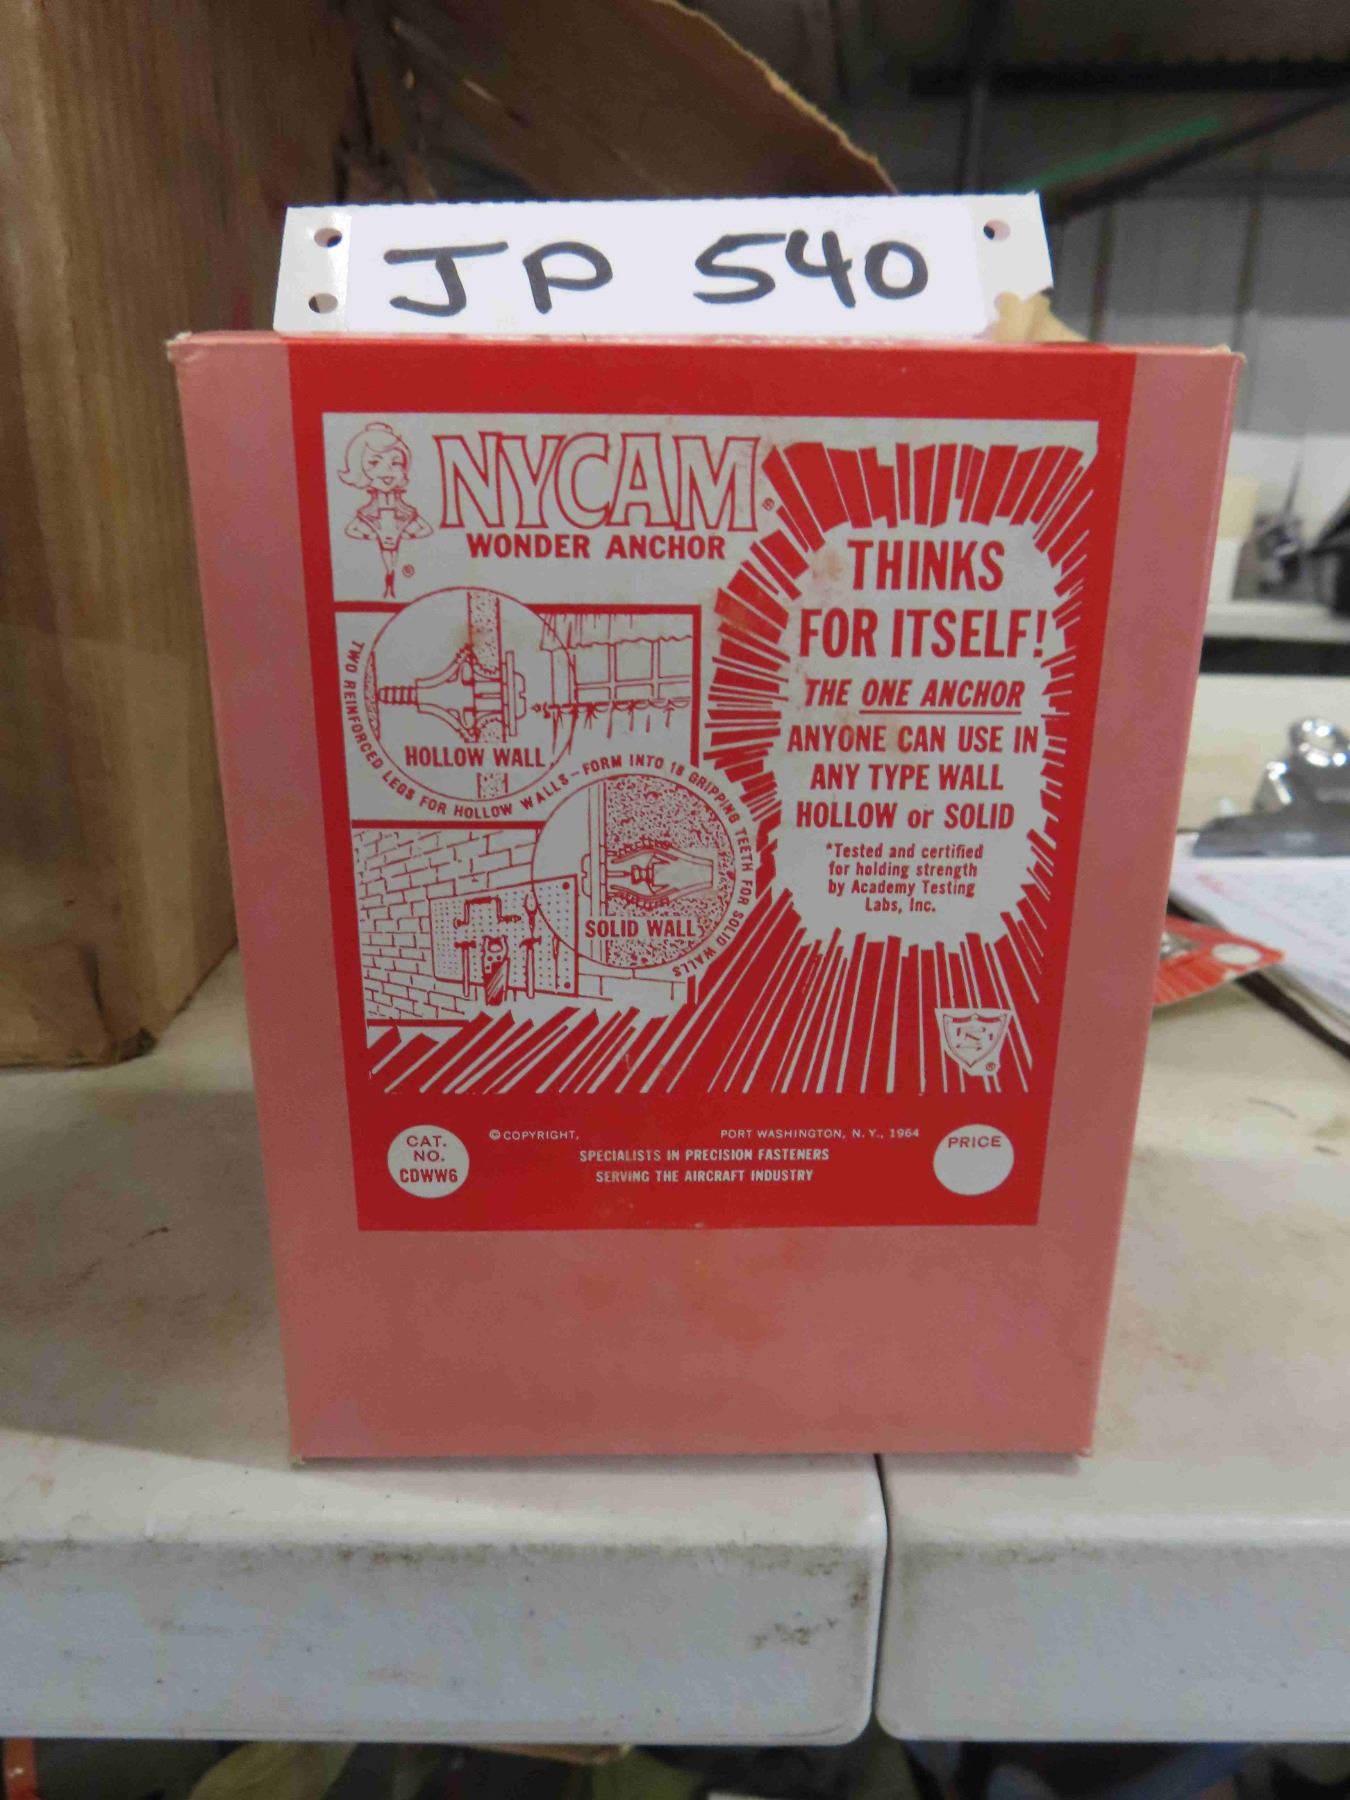 JP 540
NYCAM®
WONDER ANCHOR
®
THINKS
FOR ITSELF!
THE ONE ANCHOR
ANYONE CAN USE IN
ANY TYPE WALL
HOLLOW or SOLID
*Tested and certified
for holding strength
by Academy Testing
Labs, Inc.
HOLLOW WALL
TWO REINFORCED LEGS FOR HOLLOW WALLS–FORM INTO 18 GRIPPING TEETH FOR SOLID WALLS
SOLID WALL
N
®
CAT.
NO.
CDWW6
© COPYRIGHT, PORT WASHINGTON, N.Y., 1964
SPECIALISTS IN PRECISION FASTENERS
SERVING THE AIRCRAFT INDUSTRY
PRICE